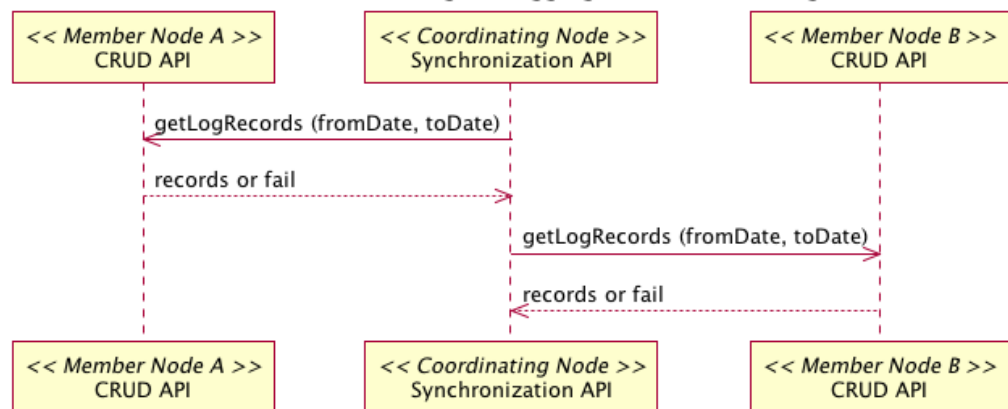 << Member Node A >>
CRUD API
<< Coordinating Node >>
Synchronization API
<< Member Node B >>
CRUD API
getLogRecords (fromDate, toDate)
records or fail
getLogRecords (fromDate, toDate)
records or fail
<< Member Node A >>
CRUD API
<< Coordinating Node >>
Synchronization API
<< Member Node B >>
CRUD API